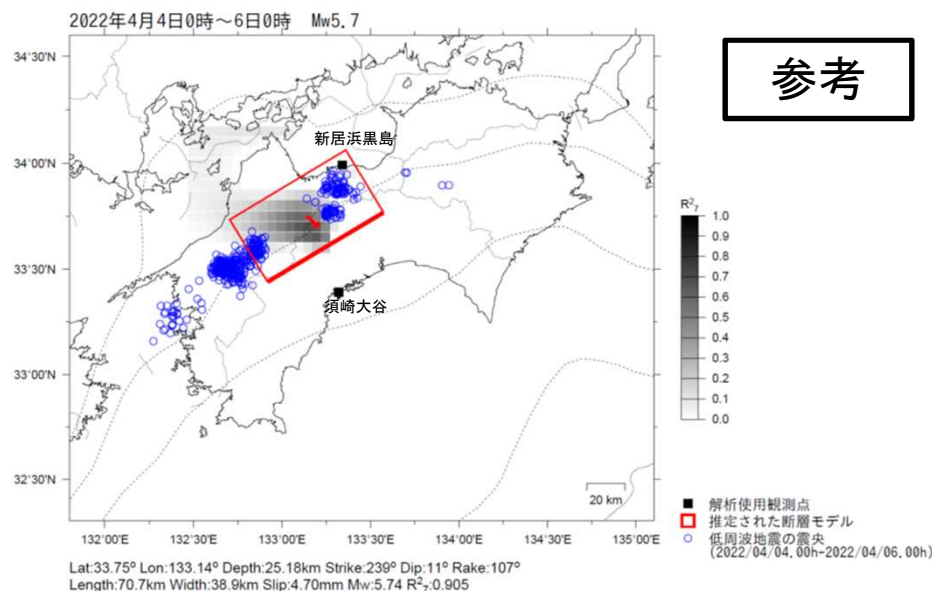 2022年4月4日0時～6日0時 Mw5.7
参考
34°30'N
34°00'N
33°30'N
33°00'N
32°30'N
新居浜黒島
須崎大谷
20 km
132°00'E 132°30'E 133°00'E 133°30'E 134°00'E 134°30'E 135°00'E
R²₇
1.0
0.9
0.8
0.7
0.6
0.5
0.4
0.3
0.2
0.1
0.0
解析使用観測点
推定された断層モデル
低周波地震の震央
(2022/04/04.00h-2022/04/06.00h)
Lat:33.75° Lon:133.14° Depth:25.18km Strike:239° Dip:11° Rake:107°
Length:70.7km Width:38.9km Slip:4.70mm Mw:5.74 R²₇:0.905